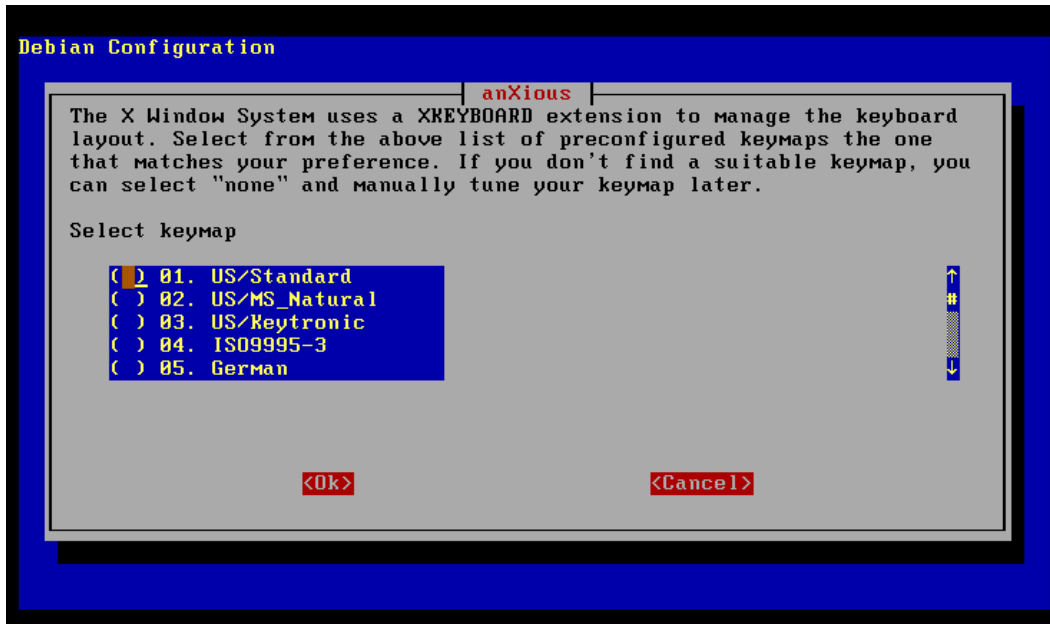 Debian Configuration
anXious
The X Window System uses a XKEYBOARD extension to manage the keyboard
layout. Select from the above list of preconfigured keymaps the one
that matches your preference. If you don't find a suitable keymap, you
can select "none" and manually tune your keymap later.
Select keymap
( ) 01. US/Standard ↑
( ) 02. US/MS_Natural #
( ) 03. US/Keytronic
( ) 04. ISO9995-3
( ) 05. German ↓
<Ok> <Cancel>